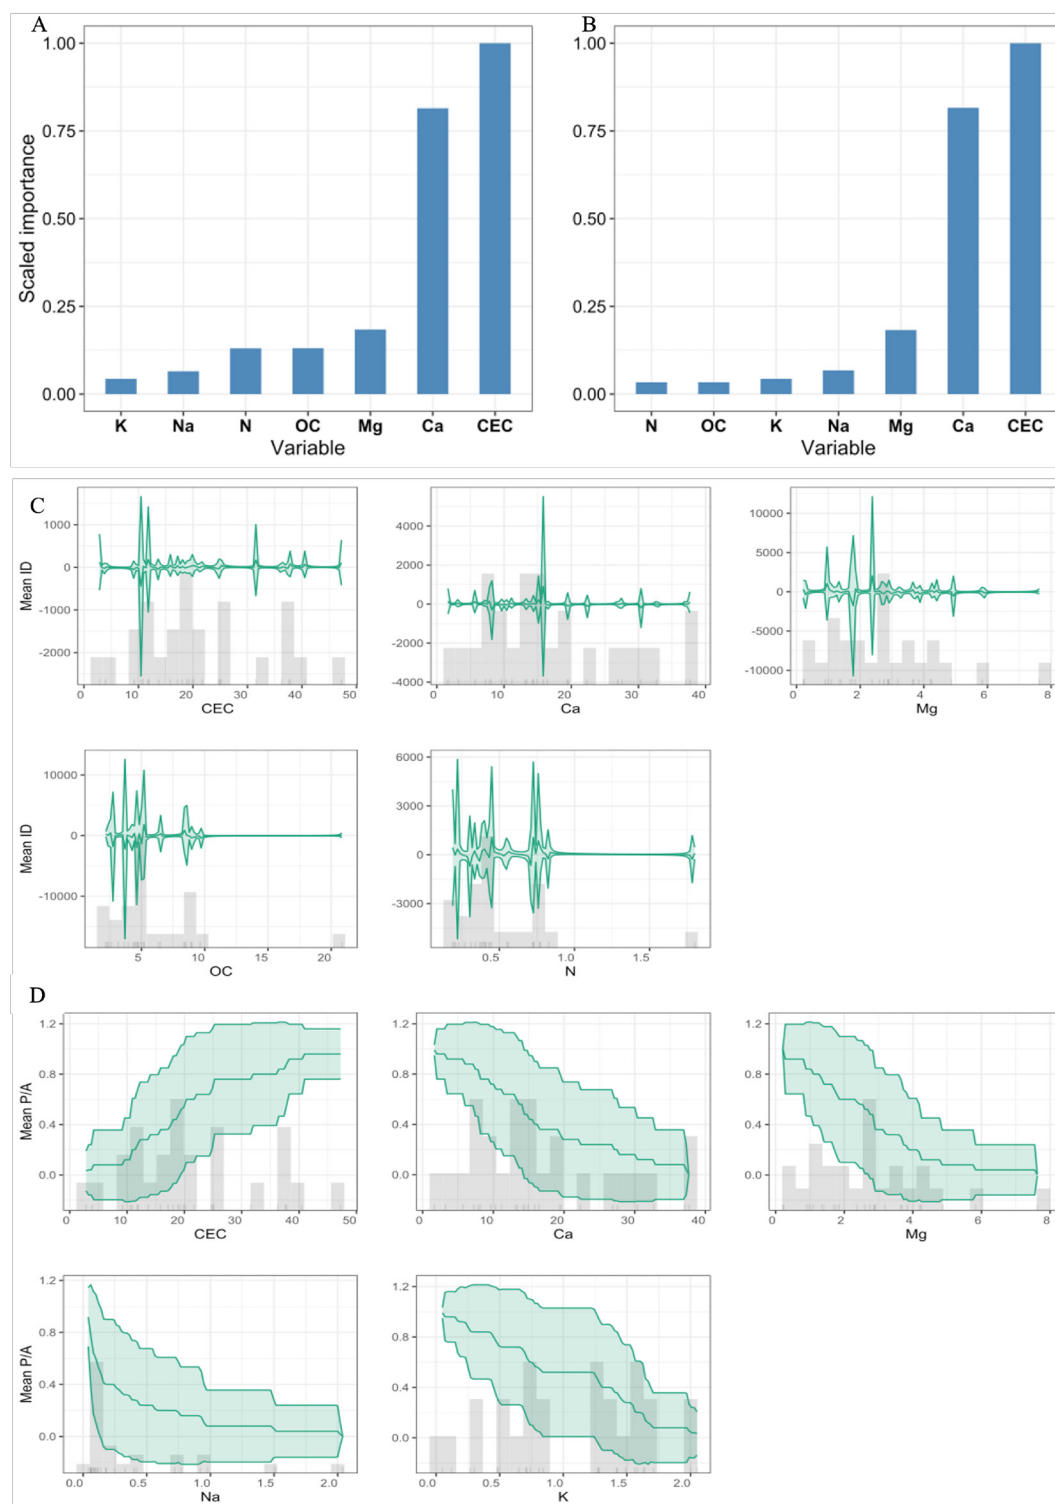 A
B
Scaled importance
1.00
0.75
0.50
0.25
0.00
K Na N OC Mg Ca CEC
Variable
1.00
0.75
0.50
0.25
0.00
N OC K Na Mg Ca CEC
Variable
C
Mean ID
1000
0
-1000
-2000
0 10 20 30 40 50
CEC
4000
2000
0
-2000
-4000
0 10 20 30 40
Ca
10000
5000
0
-5000
-10000
0 2 4 6 8
Mg
Mean ID
10000
0
-10000
5 10 15 20
OC
6000
3000
0
-3000
0.5 1.0 1.5
N
D
Mean P/A
1.2
0.8
0.4
0.0
0 10 20 30 40 50
CEC
1.2
0.8
0.4
0.0
0 10 20 30 40
Ca
1.2
0.8
0.4
0.0
0 2 4 6 8
Mg
Mean P/A
1.2
0.8
0.4
0.0
0.0 0.5 1.0 1.5 2.0
Na
1.2
0.8
0.4
0.0
0.0 0.5 1.0 1.5 2.0
K